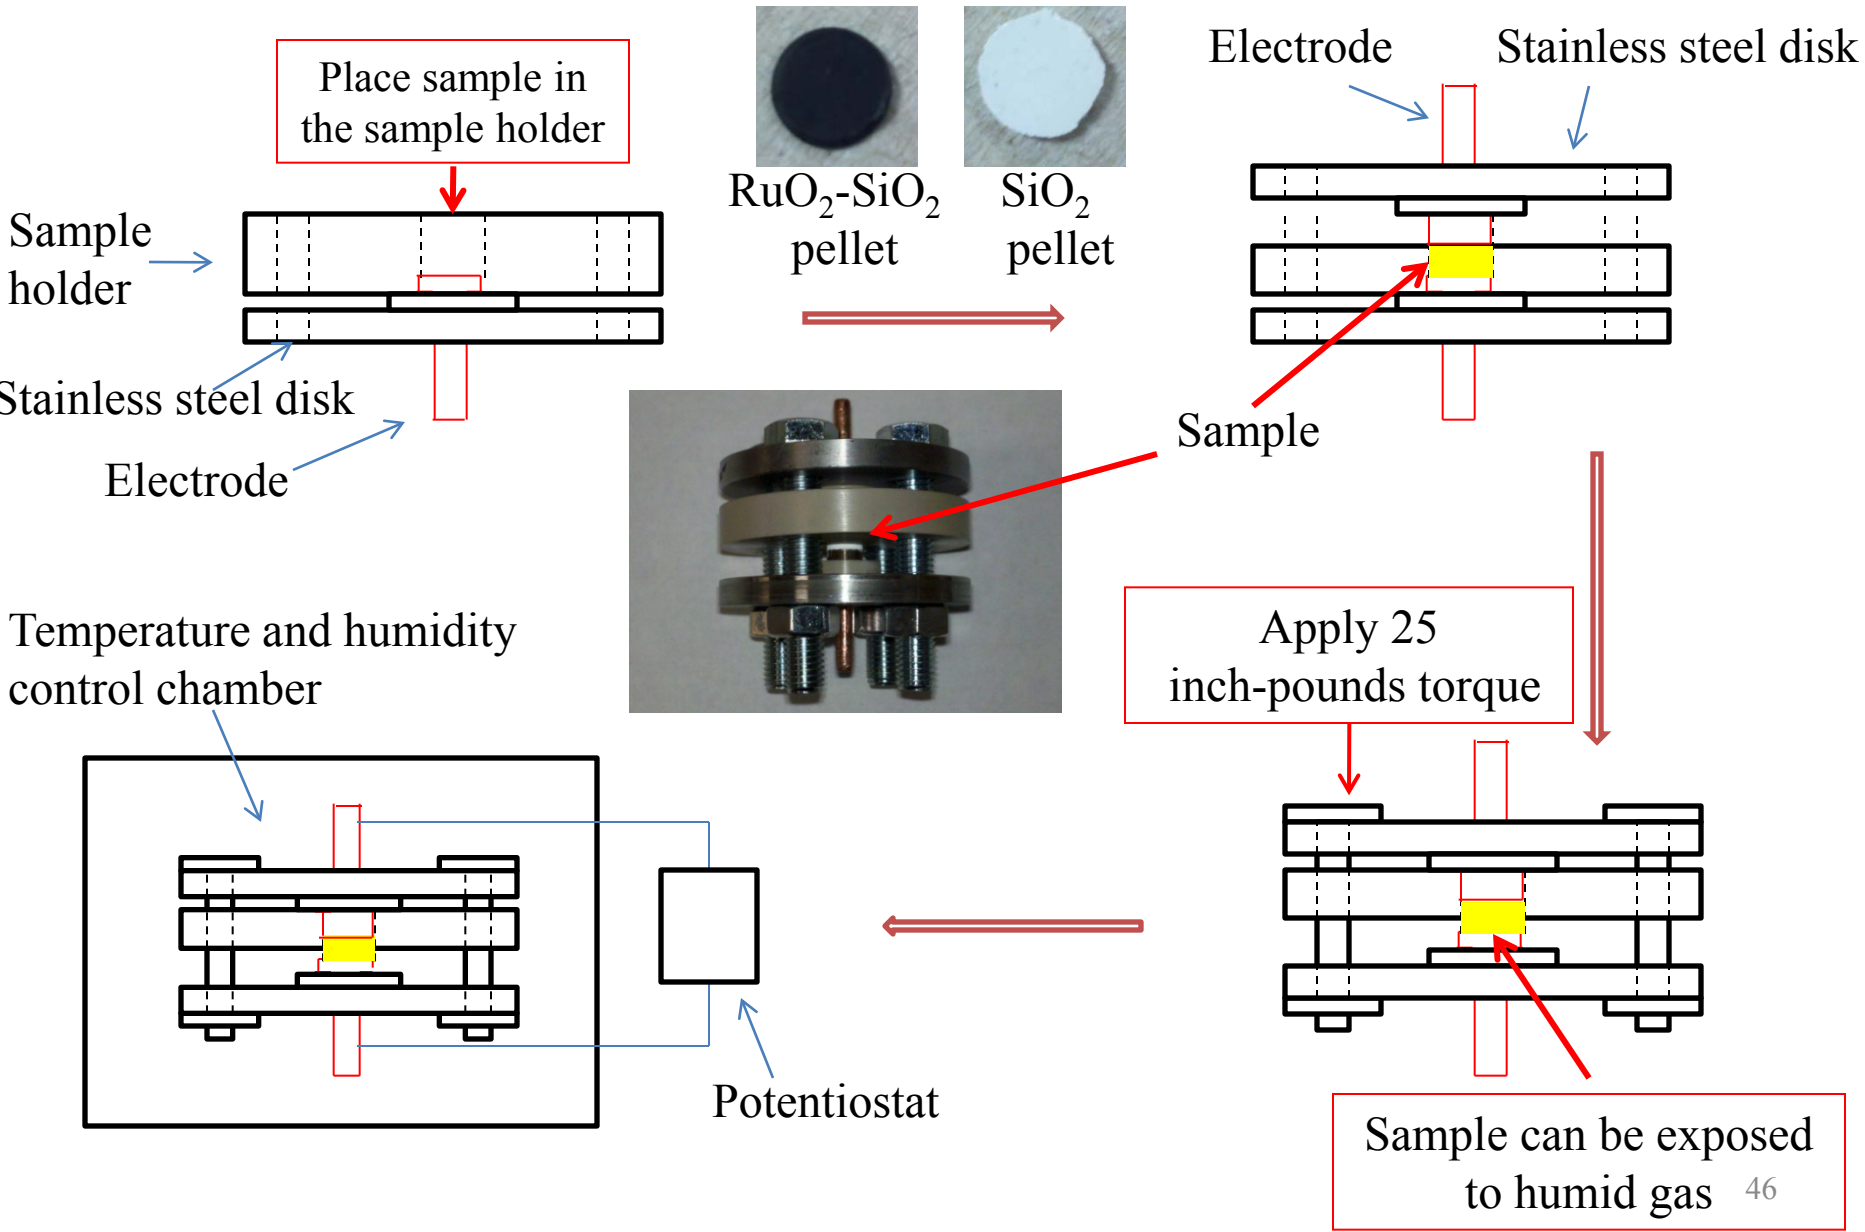 Place sample in
the sample holder
RuO₂-SiO₂
pellet
SiO₂
pellet
Electrode
Stainless steel disk
Sample
holder
Stainless steel disk
Electrode
Sample
Temperature and humidity
control chamber
Apply 25
inch-pounds torque
Potentiostat
Sample can be exposed
to humid gas
46